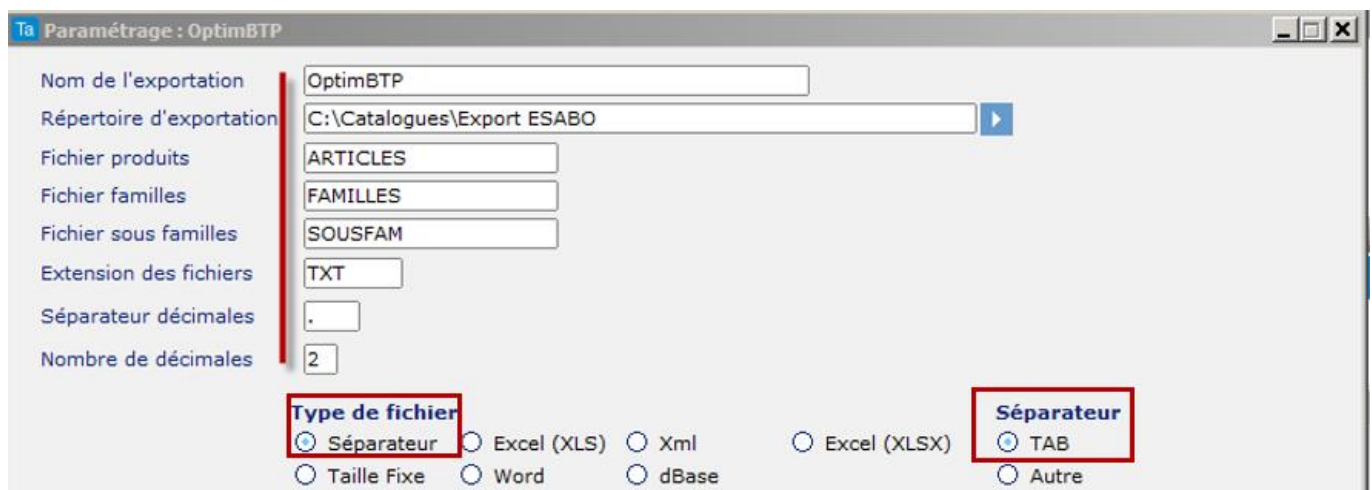 Ta Paramétrage : OptimBTP
Nom de l'exportation OptimBTP
Répertoire d'exportation C:\Catalogues\Export ESABO
Fichier produits ARTICLES
Fichier familles FAMILLES
Fichier sous familles SOUSFAM
Extension des fichiers TXT
Séparateur décimales .
Nombre de décimales 2
Type de fichier Séparateur
Séparateur Excel (XLS) Xml Excel (XLSX) TAB
Taille Fixe Word dBase Autre